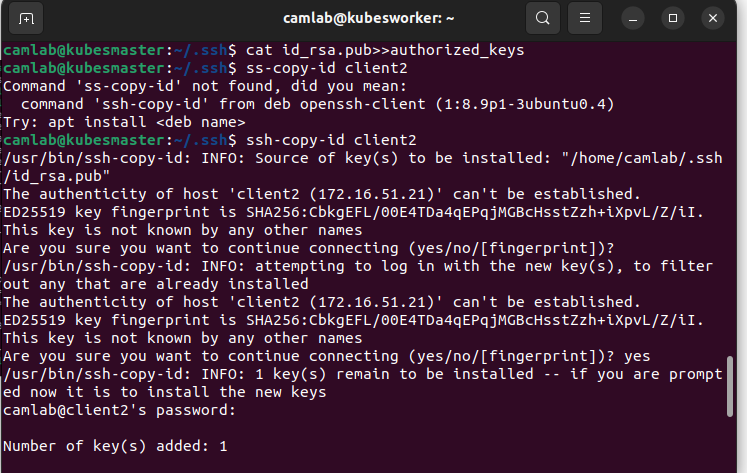 camlab@kubesworker: ~
camlab@kubesmaster:~/.ssh$ cat id_rsa.pub>>authorized_keys
camlab@kubesmaster:~/.ssh$ ss-copy-id client2
Command 'ss-copy-id' not found, did you mean:
  command 'ssh-copy-id' from deb openssh-client (1:8.9p1-3ubuntu0.4)
Try: apt install <deb name>
camlab@kubesmaster:~/.ssh$ ssh-copy-id client2
/usr/bin/ssh-copy-id: INFO: Source of key(s) to be installed: "/home/camlab/.ssh
/id_rsa.pub"
The authenticity of host 'client2 (172.16.51.21)' can't be established.
ED25519 key fingerprint is SHA256:CbkgEFL/00E4TDa4qEPqjMGBcHsstZzh+iXpvL/Z/iI.
This key is not known by any other names
Are you sure you want to continue connecting (yes/no/[fingerprint])?
/usr/bin/ssh-copy-id: INFO: attempting to log in with the new key(s), to filter
out any that are already installed
The authenticity of host 'client2 (172.16.51.21)' can't be established.
ED25519 key fingerprint is SHA256:CbkgEFL/00E4TDa4qEPqjMGBcHsstZzh+iXpvL/Z/iI.
This key is not known by any other names
Are you sure you want to continue connecting (yes/no/[fingerprint])? yes
/usr/bin/ssh-copy-id: INFO: 1 key(s) remain to be installed -- if you are prompt
ed now it is to install the new keys
camlab@client2's password:
Number of key(s) added: 1